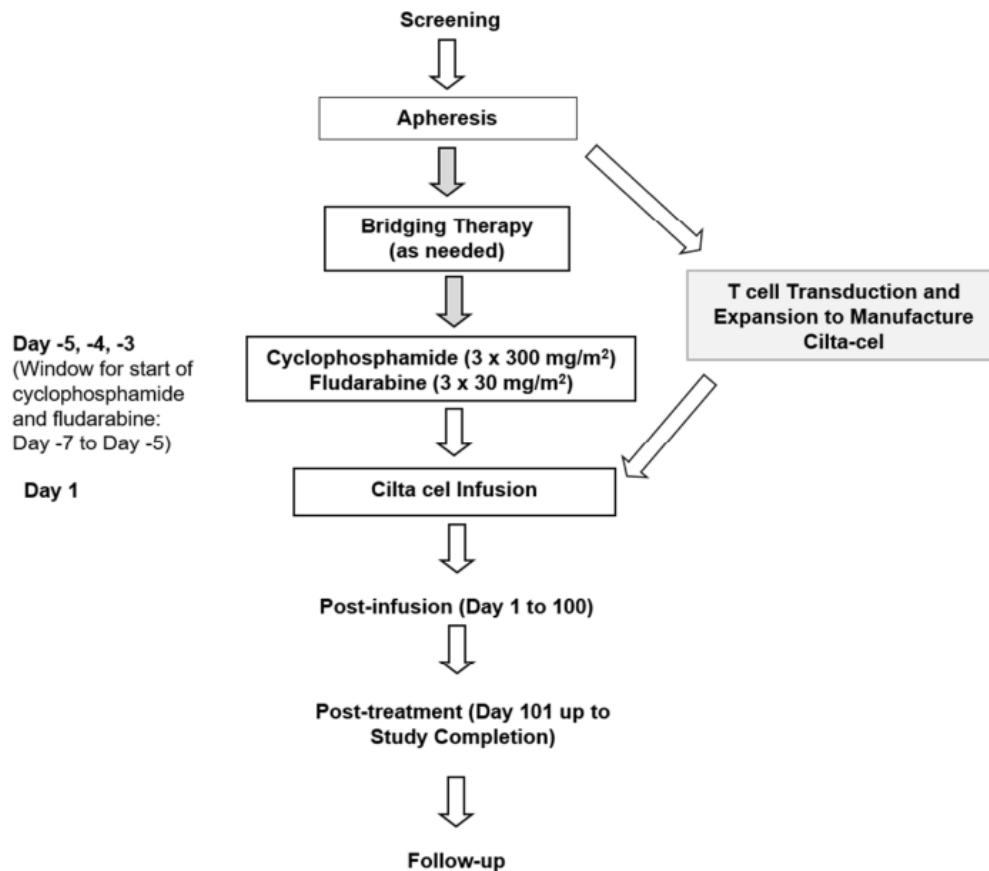 Screening
Apheresis
Bridging Therapy
(as needed)
T cell Transduction and
Expansion to Manufacture
Cilta-cel
Day -5, -4, -3
(Window for start of
cyclophosphamide
and fludarabine:
Day -7 to Day -5)
Cyclophosphamide (3 x 300 mg/m²)
Fludarabine (3 x 30 mg/m²)
Day 1
Cilta cel Infusion
Post-infusion (Day 1 to 100)
Post-treatment (Day 101 up to
Study Completion)
Follow-up